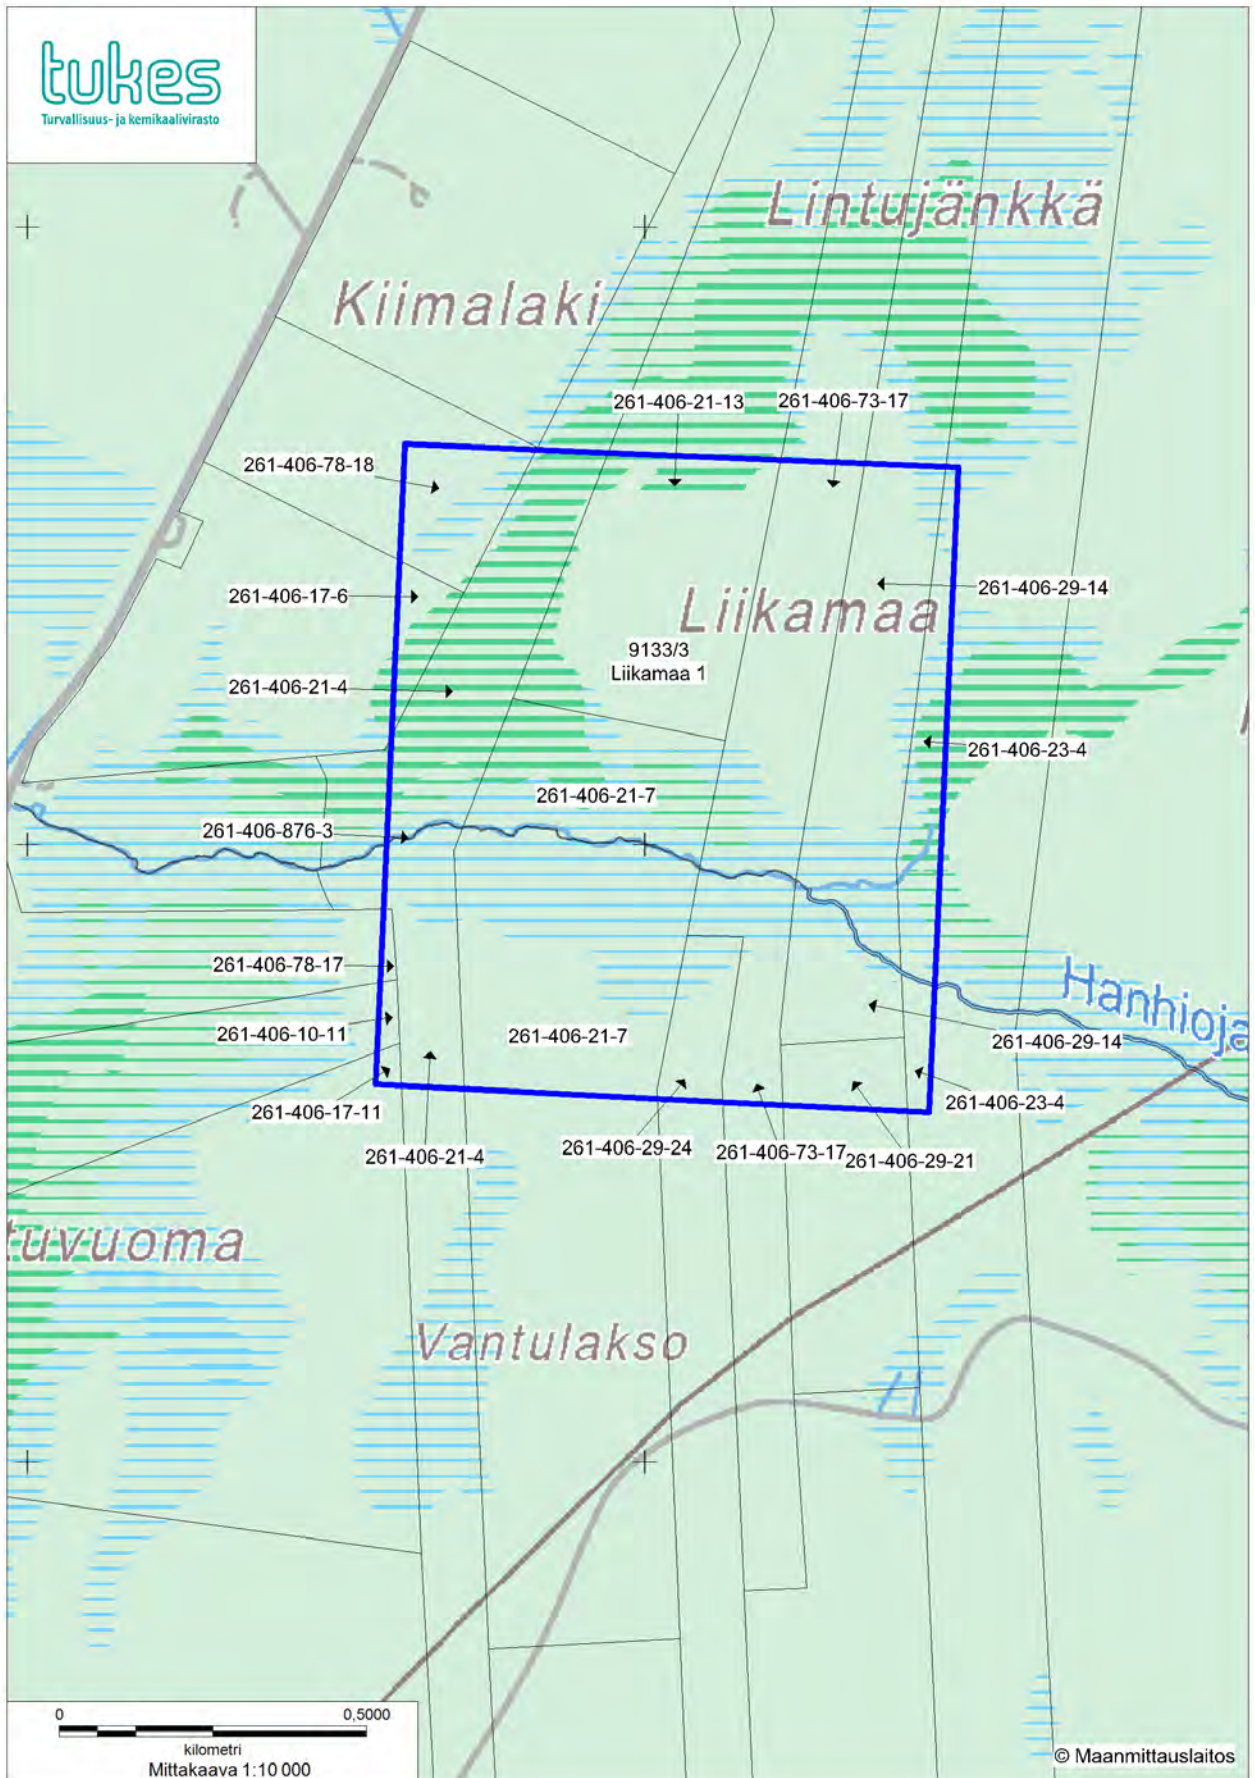 tukes
Turvallisuus- ja kemikaalivirasto
Lintujänkkä
Kiimalaki
261-406-21-13
261-406-73-17
261-406-78-18
261-406-17-6
261-406-29-14
Liikamaa
9133/3
Liikamaa 1
261-406-21-4
261-406-23-4
261-406-21-7
261-406-876-3
261-406-78-17
Hanhioja
261-406-10-11
261-406-21-7
261-406-29-14
261-406-17-11
261-406-23-4
261-406-21-4
261-406-29-24
261-406-73-17
261-406-29-21
tuvuoma
Vantulakso
0 0,5000
kilometri
Mittakaava 1:10 000
© Maanmittauslaitos